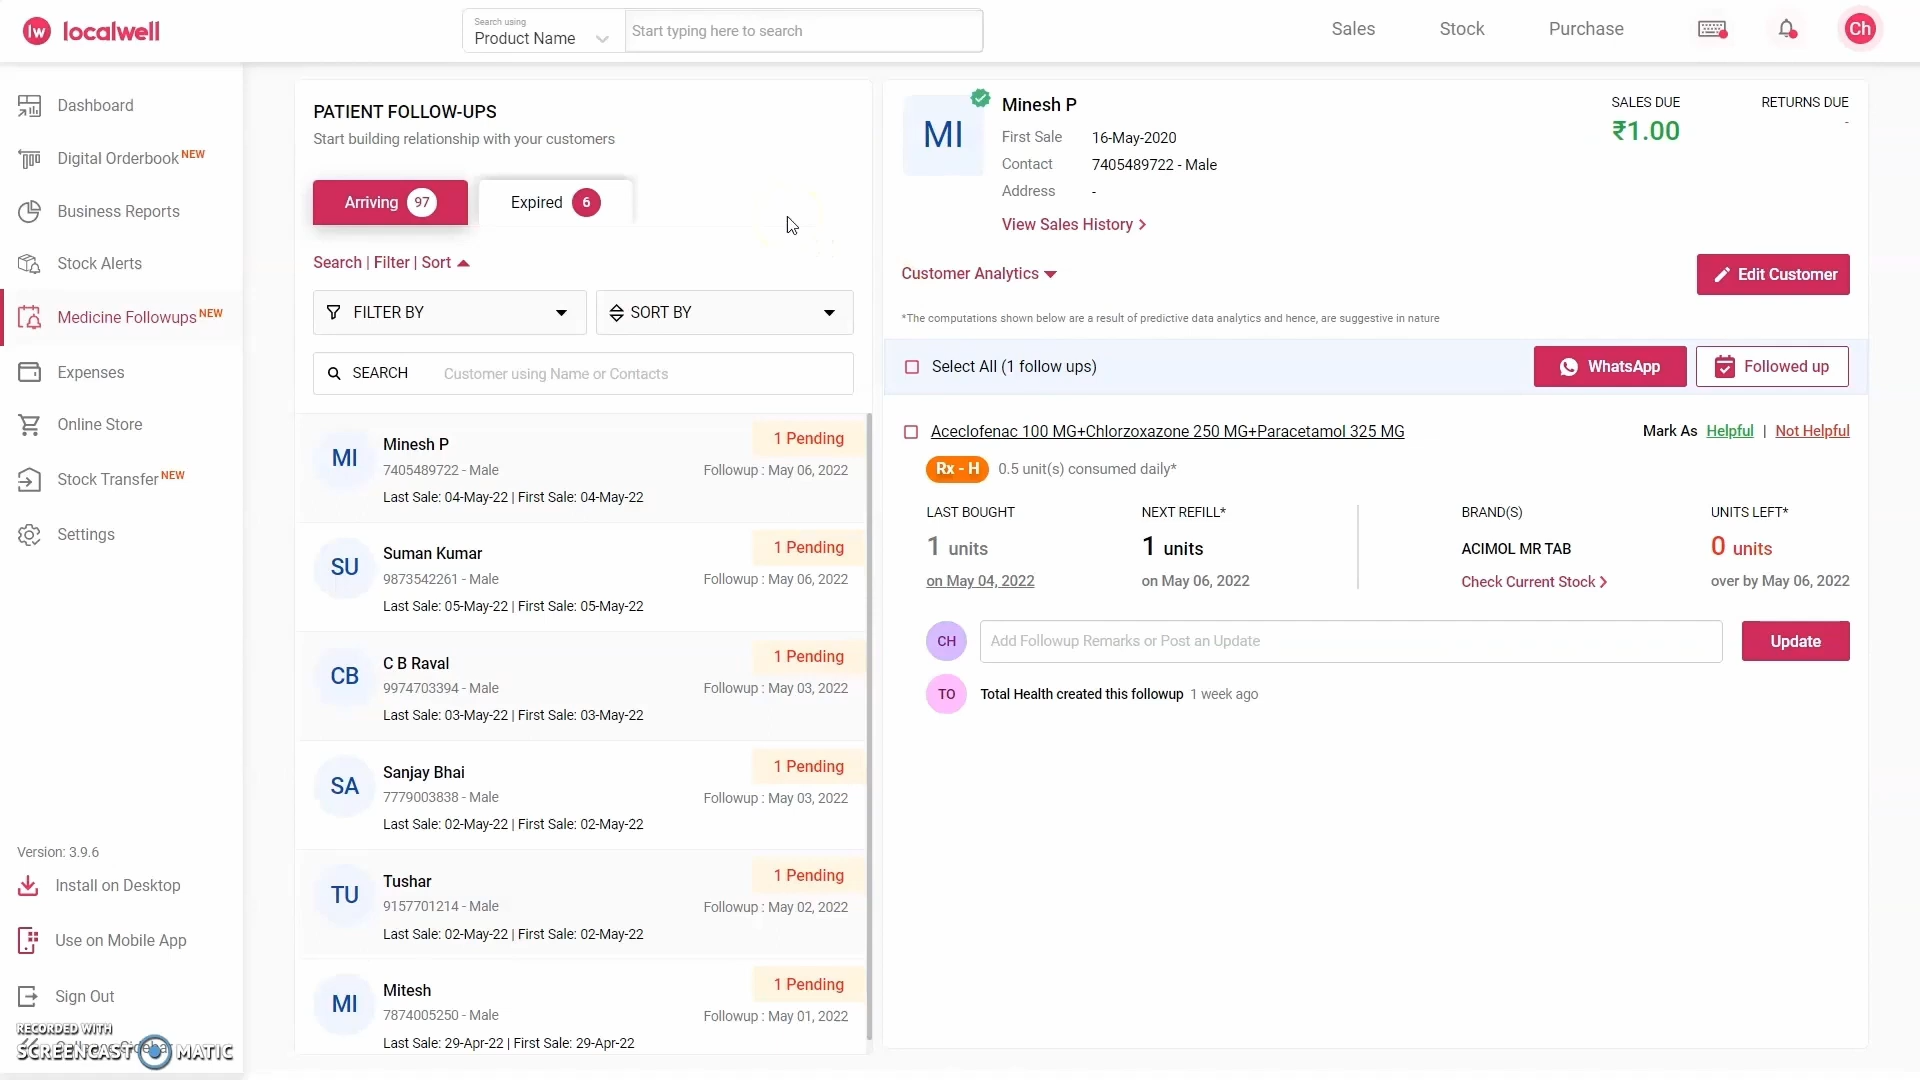 lw localwell
Search using
Product Name
Start typing here to search
Sales
Stock
Purchase
Ch
Dashboard
Digital Orderbook NEW
Business Reports
Stock Alerts
Medicine Followups NEW
Expenses
Online Store
Stock Transfer NEW
Settings
Version: 3.9.6
Install on Desktop
Use on Mobile App
Sign Out
RECORDED WITH
SCREENCAST MATIC
PATIENT FOLLOW-UPS
Start building relationship with your customers
Arriving 97
Expired 6
Search | Filter | Sort
FILTER BY
SORT BY
SEARCH Customer using Name or Contacts
MI
Minesh P
1 Pending
7405489722 - Male
Followup : May 06, 2022
Last Sale: 04-May-22 | First Sale: 04-May-22
SU
Suman Kumar
1 Pending
9873542261 - Male
Followup : May 06, 2022
Last Sale: 05-May-22 | First Sale: 05-May-22
CB
C B Raval
1 Pending
9974703394 - Male
Followup : May 03, 2022
Last Sale: 03-May-22 | First Sale: 03-May-22
SA
Sanjay Bhai
1 Pending
7779003838 - Male
Followup : May 03, 2022
Last Sale: 02-May-22 | First Sale: 02-May-22
TU
Tushar
1 Pending
9157701214 - Male
Followup : May 02, 2022
Last Sale: 02-May-22 | First Sale: 02-May-22
MI
Mitesh
1 Pending
7874005250 - Male
Followup : May 01, 2022
Last Sale: 29-Apr-22 | First Sale: 29-Apr-22
MI
Minesh P
First Sale 16-May-2020
Contact 7405489722 - Male
Address -
View Sales History >
SALES DUE
₹1.00
RETURNS DUE
-
Customer Analytics
Edit Customer
*The computations shown below are a result of predictive data analytics and hence, are suggestive in nature
Select All (1 follow ups)
WhatsApp
Followed up
Aceclofenac 100 MG+Chlorzoxazone 250 MG+Paracetamol 325 MG
Mark As Helpful | Not Helpful
Rx - H 0.5 unit(s) consumed daily*
LAST BOUGHT
1 units
on May 04, 2022
NEXT REFILL*
1 units
on May 06, 2022
BRAND(S)
ACIMOL MR TAB
Check Current Stock >
UNITS LEFT*
0 units
over by May 06, 2022
CH
Add Followup Remarks or Post an Update
Update
TO
Total Health created this followup 1 week ago